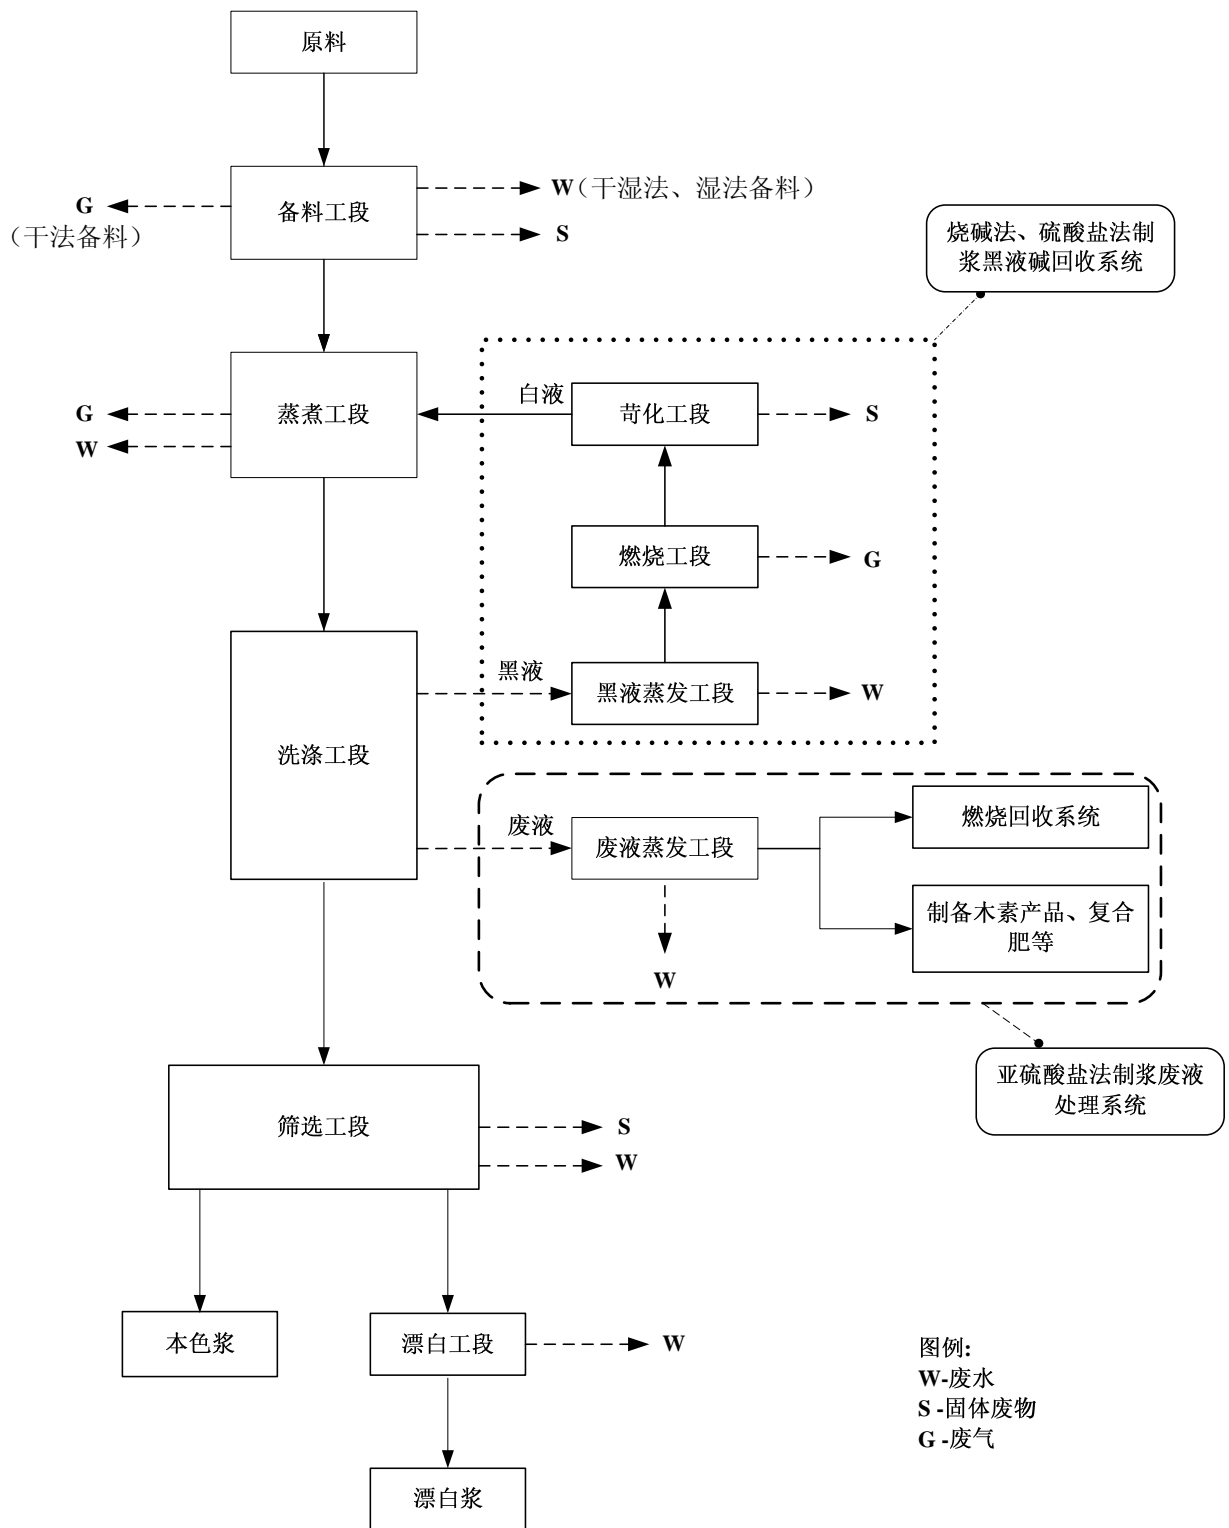 原料
G
（干法备料）
备料工段
W（干湿法、湿法备料）
S
烧碱法、硫酸盐法制
浆黑液碱回收系统
G
W
蒸煮工段
白液
苛化工段
S
燃烧工段
G
黑液
黑液蒸发工段
W
洗涤工段
废液
废液蒸发工段
W
燃烧回收系统
制备木素产品、复合
肥等
亚硫酸盐法制浆废液
处理系统
筛选工段
S
W
本色浆
漂白工段
W
漂白浆
图例:
W-废水
S -固体废物
G -废气